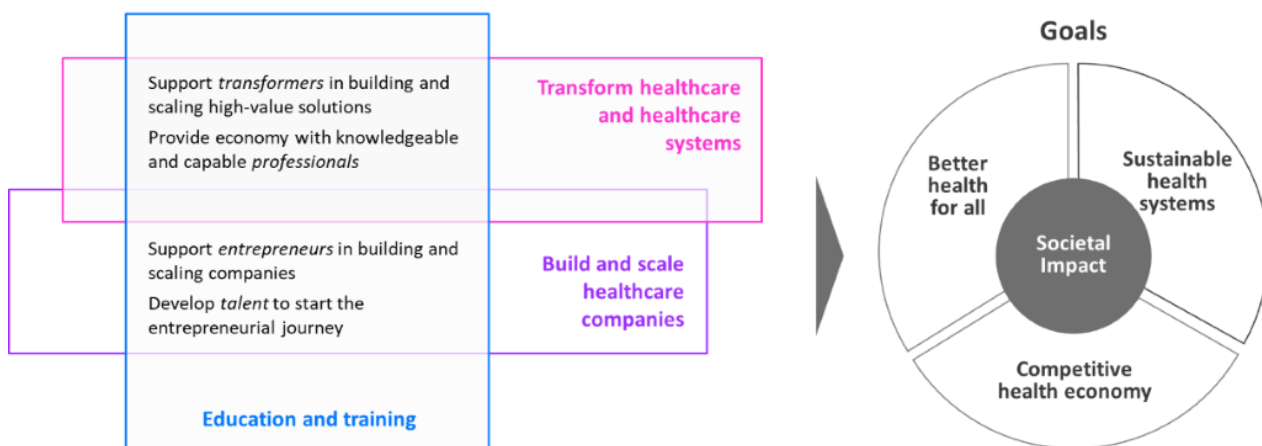 Support transformers in building and
scaling high-value solutions
Provide economy with knowledgeable
and capable professionals
Transform healthcare
and healthcare
systems
Support entrepreneurs in building and
scaling companies
Develop talent to start the
entrepreneurial journey
Build and scale
healthcare
companies
Education and training
Goals
Better
health
for all
Sustainable
health
systems
Societal
Impact
Competitive
health economy